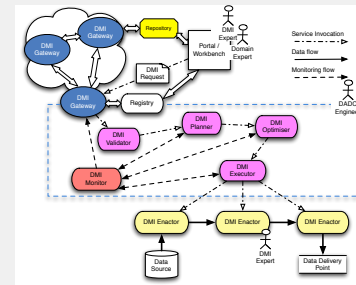 DMI
Gateway
DMI
Gateway
Repository
DMI
Expert
Portal /
Workbench
Domain
Expert
DMI
Request
DMI
Gateway
Registry
Service Invocation
Data flow
Monitoring flow
DADC
Engineer
DMI
Validator
DMI
Planner
DMI
Optimiser
DMI
Monitor
DMI
Executor
DMI Enactor
DMI Enactor
DMI Enactor
DMI
Expert
Data
Source
Data Delivery
Point